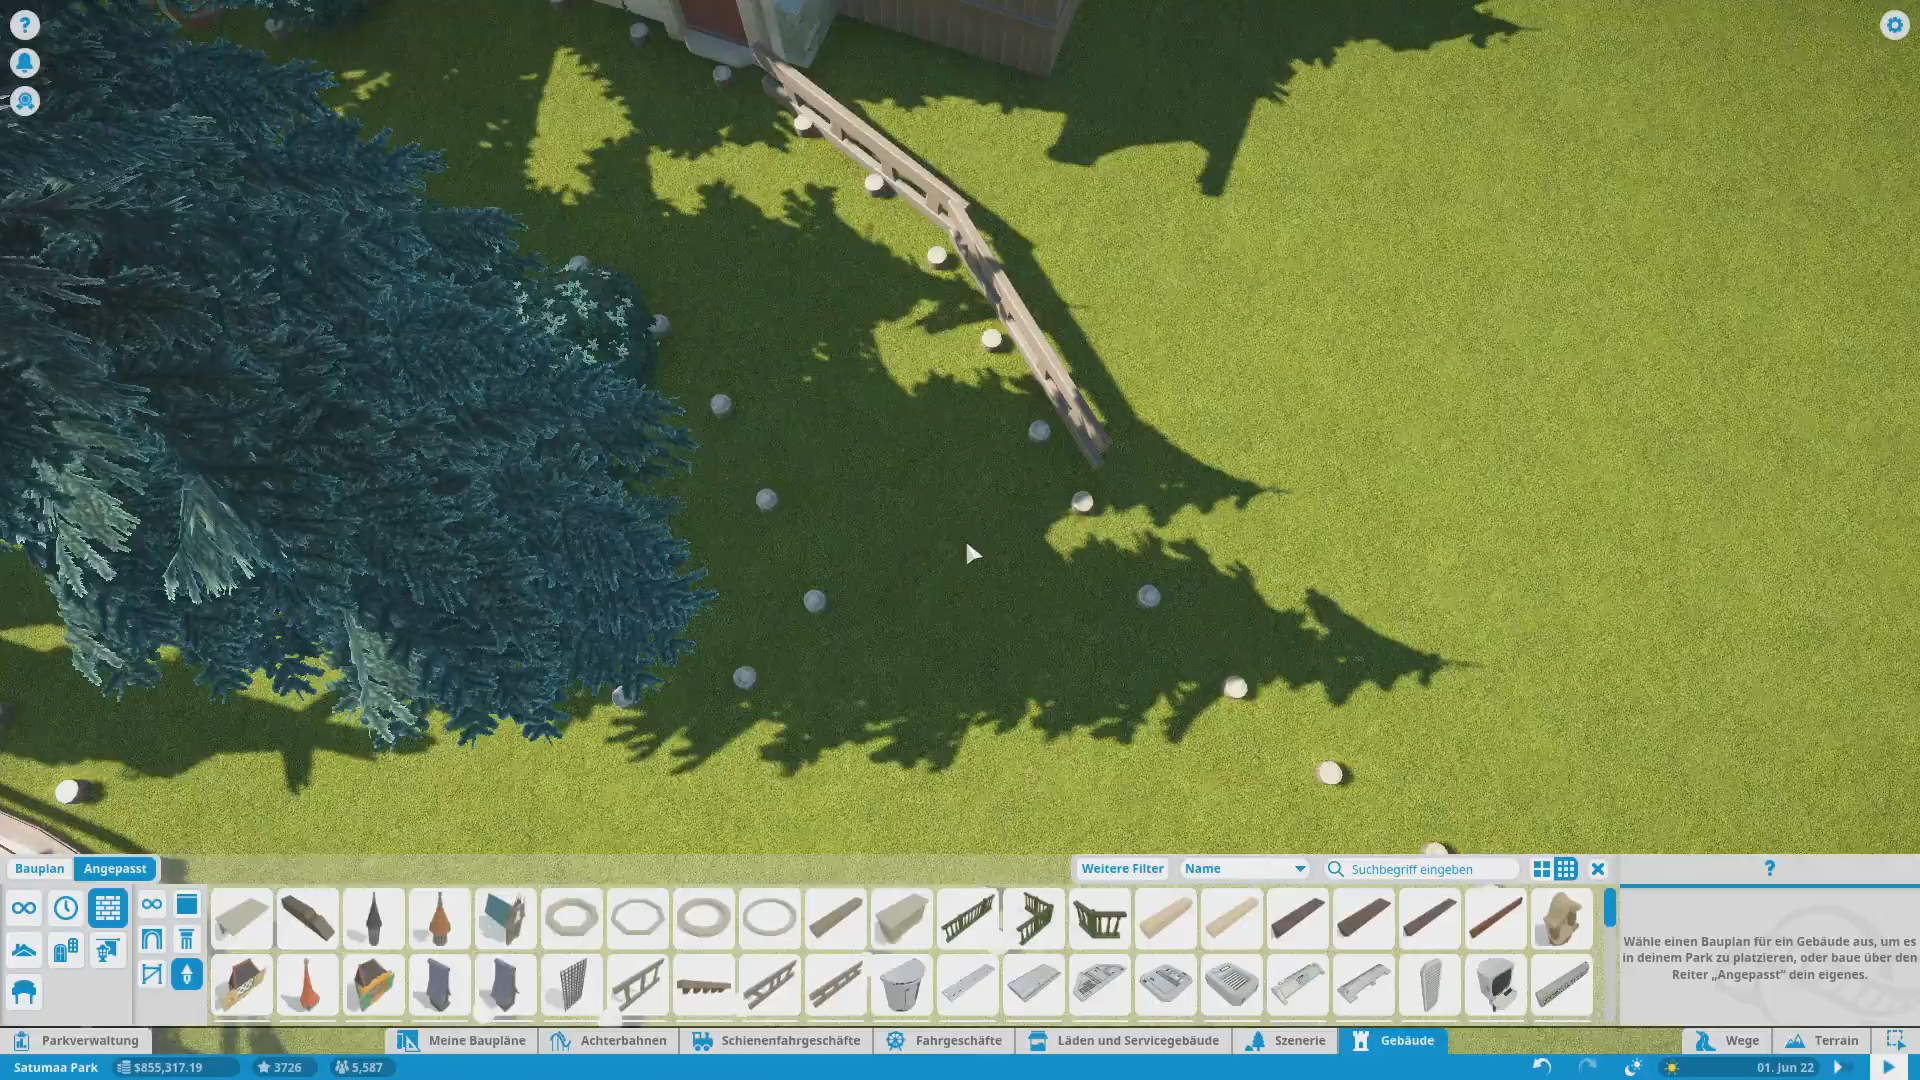 Bauplan
Angepasst
Weitere Filter
Name
Suchbegriff eingeben
?
Wähle einen Bauplan für ein Gebäude aus, um es
in deinem Park zu platzieren, oder baue über den
Reiter „Angepasst“ dein eigenes.
Parkverwaltung
Meine Baupläne
Achterbahnen
Schienenfahrgeschäfte
Fahrgeschäfte
Läden und Servicegebäude
Szenerie
Gebäude
Wege
Terrain
Satumaa Park
$855,317.19
3726
5,587
01. Jun 22